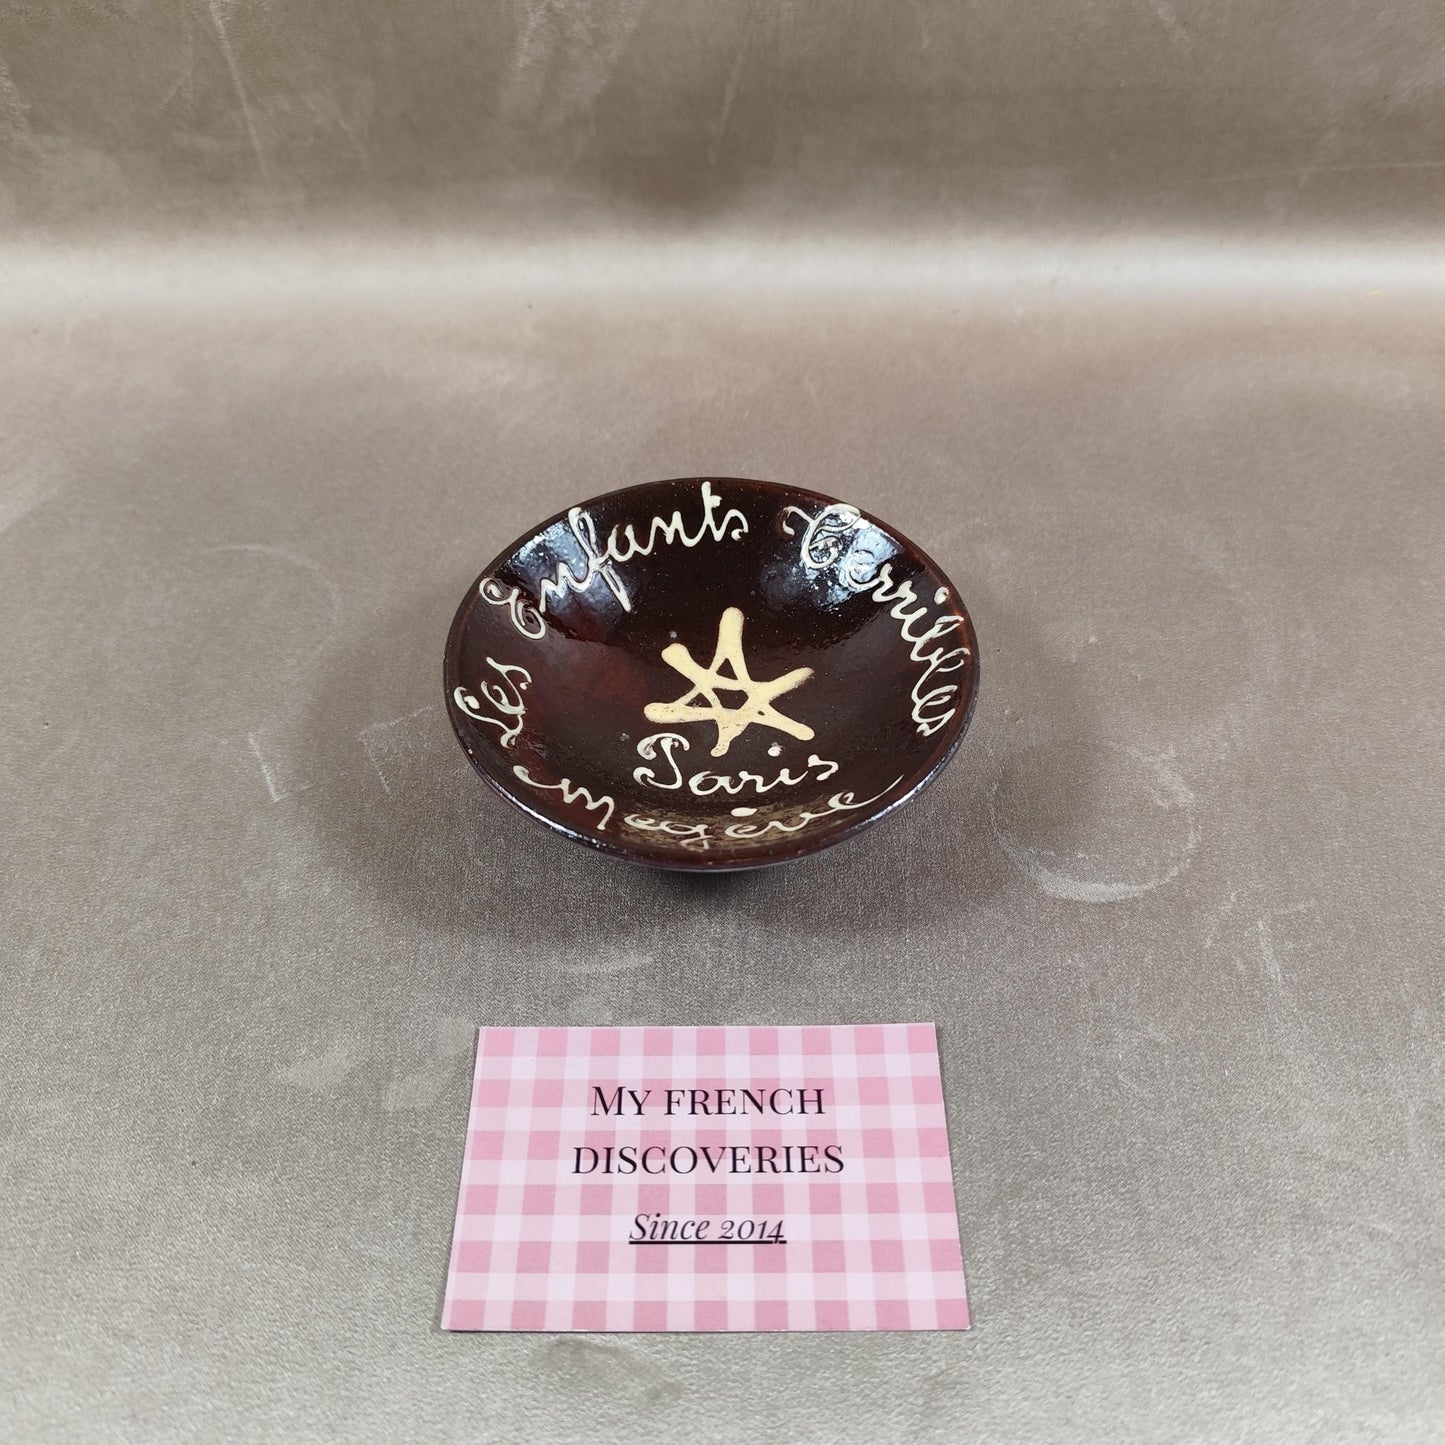 Les Enfants Terribles
Paris
Megève
My french
discoveries
Since 2014